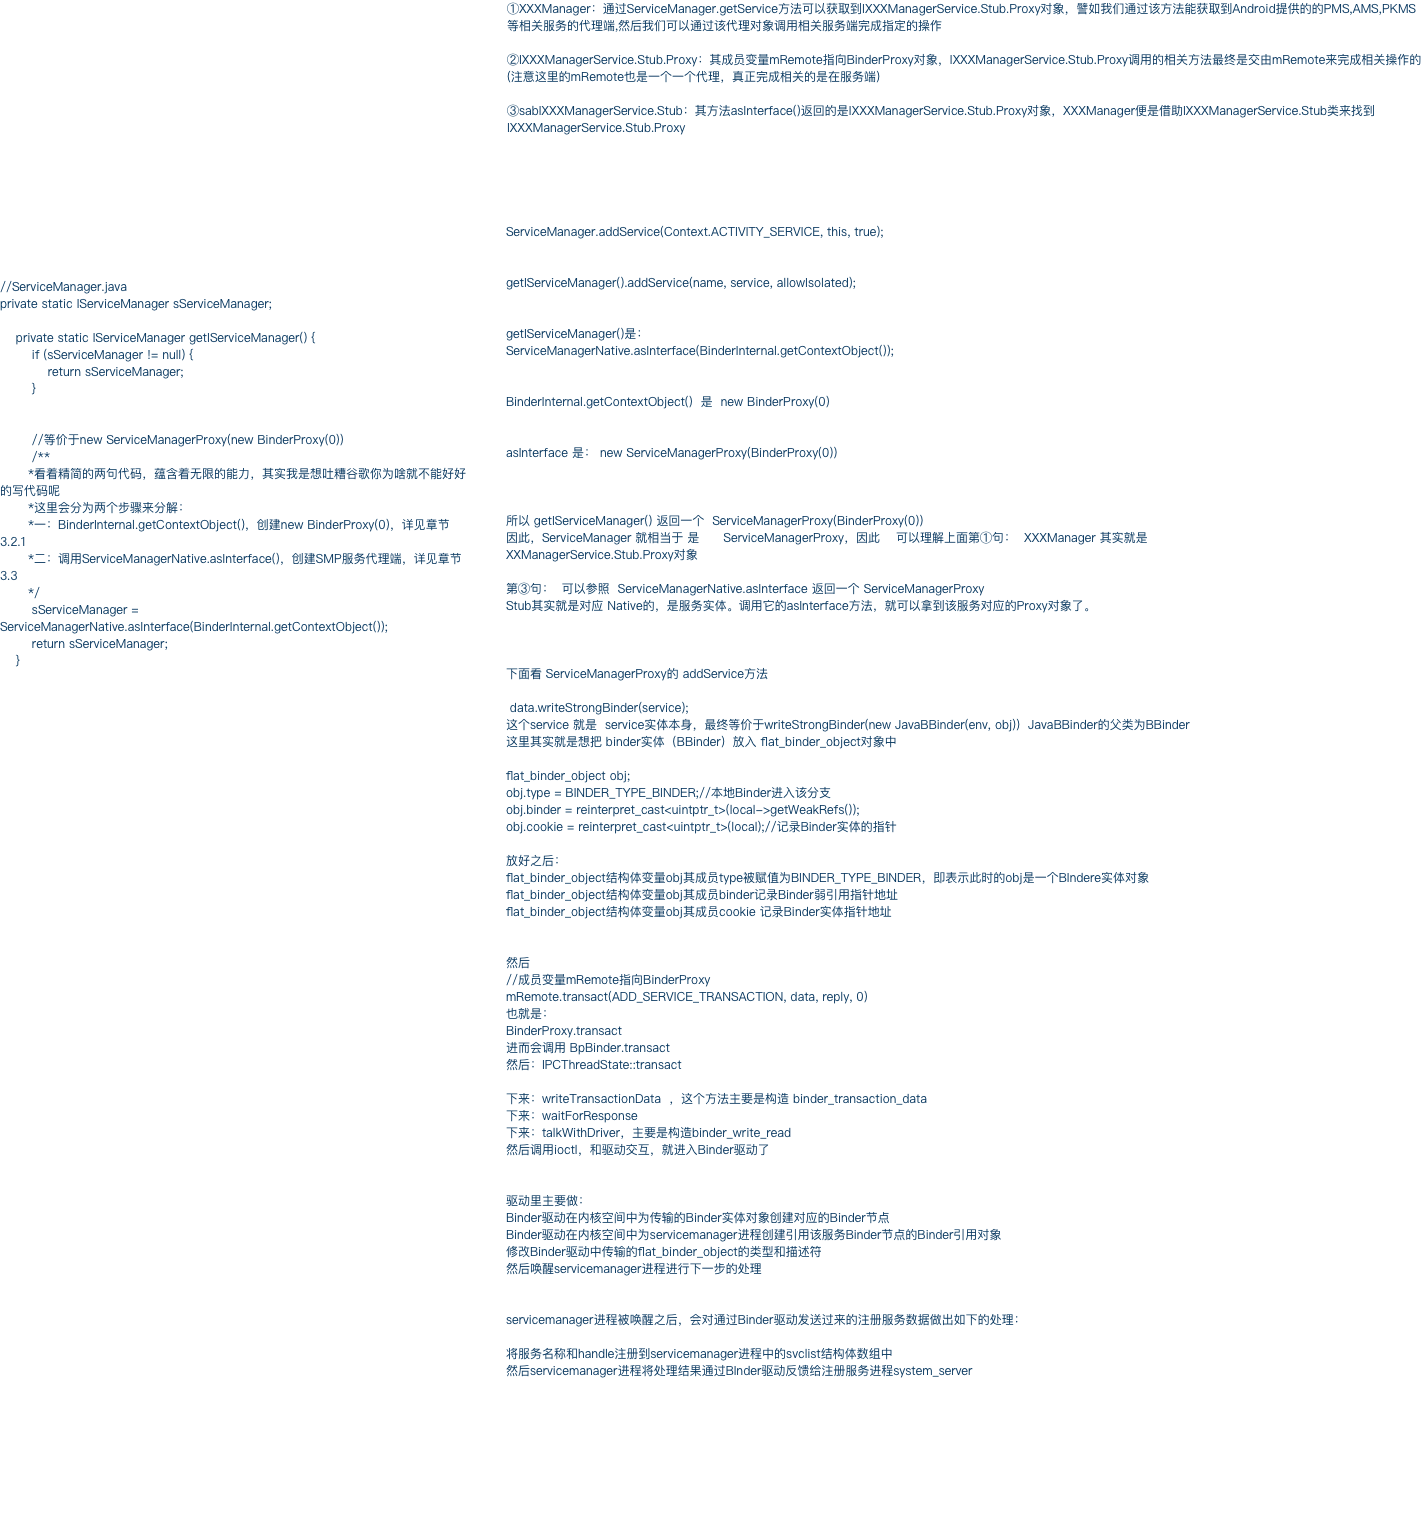 ①XXXManager：通过ServiceManager.getService方法可以获取到IXXXManagerService.Stub.Proxy对象，譬如我们通过该方法能获取到Android提供的的PMS,AMS,PKMS
等相关服务的代理端,然后我们可以通过该代理对象调用相关服务端完成指定的操作
②IXXXManagerService.Stub.Proxy：其成员变量mRemote指向BinderProxy对象，IXXXManagerService.Stub.Proxy调用的相关方法最终是交由mRemote来完成相关操作的
(注意这里的mRemote也是一个一个代理，真正完成相关的是在服务端)
③sabIXXXManagerService.Stub：其方法asInterface()返回的是IXXXManagerService.Stub.Proxy对象，XXXManager便是借助IXXXManagerService.Stub类来找到
IXXXManagerService.Stub.Proxy
//ServiceManager.java
private static IServiceManager sServiceManager;
private static IServiceManager getIServiceManager() {
if (sServiceManager != null) {
return sServiceManager;
}
//等价于new ServiceManagerProxy(new BinderProxy(0))
/**
*看着精简的两句代码，蕴含着无限的能力，其实我是想吐糟谷歌你为啥就不能好好
的写代码呢
*这里会分为两个步骤来分解：
*一：BinderInternal.getContextObject()，创建new BinderProxy(0)，详见章节
3.2.1
*二：调用ServiceManagerNative.asInterface()，创建SMP服务代理端，详见章节
3.3
*/
sServiceManager =
ServiceManagerNative.asInterface(BinderInternal.getContextObject());
return sServiceManager;
}
ServiceManager.addService(Context.ACTIVITY_SERVICE, this, true);
getIServiceManager().addService(name, service, allowIsolated);
getIServiceManager()是：
ServiceManagerNative.asInterface(BinderInternal.getContextObject());
BinderInternal.getContextObject() 是 new BinderProxy(0)
asInterface 是： new ServiceManagerProxy(BinderProxy(0))
所以 getIServiceManager() 返回一个 ServiceManagerProxy(BinderProxy(0))
因此，ServiceManager 就相当于 是 ServiceManagerProxy，因此 可以理解上面第①句： XXXManager 其实就是
XXManagerService.Stub.Proxy对象
第③句： 可以参照 ServiceManagerNative.asInterface 返回一个 ServiceManagerProxy
Stub其实就是对应 Native的，是服务实体。调用它的asInterface方法，就可以拿到该服务对应的Proxy对象了。
下面看 ServiceManagerProxy的 addService方法
data.writeStrongBinder(service);
这个service 就是 service实体本身，最终等价于writeStrongBinder(new JavaBBinder(env, obj)) JavaBBinder的父类为BBinder
这里其实就是想把 binder实体（BBinder）放入 flat_binder_object对象中
flat_binder_object obj;
obj.type = BINDER_TYPE_BINDER;//本地Binder进入该分支
obj.binder = reinterpret_cast<uintptr_t>(local->getWeakRefs());
obj.cookie = reinterpret_cast<uintptr_t>(local);//记录Binder实体的指针
放好之后：
flat_binder_object结构体变量obj其成员type被赋值为BINDER_TYPE_BINDER，即表示此时的obj是一个BIndere实体对象
flat_binder_object结构体变量obj其成员binder记录Binder弱引用指针地址
flat_binder_object结构体变量obj其成员cookie 记录Binder实体指针地址
然后
//成员变量mRemote指向BinderProxy
mRemote.transact(ADD_SERVICE_TRANSACTION, data, reply, 0)
也就是：
BinderProxy.transact
进而会调用 BpBinder.transact
然后：IPCThreadState::transact
下来：writeTransactionData ，这个方法主要是构造 binder_transaction_data
下来：waitForResponse
下来：talkWithDriver，主要是构造binder_write_read
然后调用ioctl，和驱动交互，就进入Binder驱动了
驱动里主要做：
Binder驱动在内核空间中为传输的Binder实体对象创建对应的Binder节点
Binder驱动在内核空间中为servicemanager进程创建引用该服务Binder节点的Binder引用对象
修改Binder驱动中传输的flat_binder_object的类型和描述符
然后唤醒servicemanager进程进行下一步的处理
servicemanager进程被唤醒之后，会对通过Binder驱动发送过来的注册服务数据做出如下的处理：
将服务名称和handle注册到servicemanager进程中的svclist结构体数组中
然后servicemanager进程将处理结果通过BInder驱动反馈给注册服务进程system_server